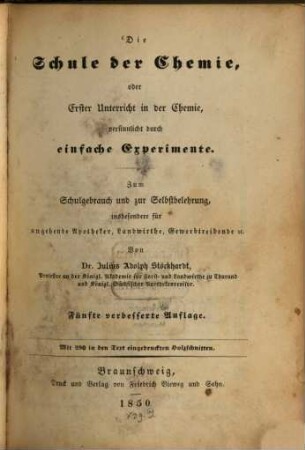 Die
Schule der Chemie,
oder
Erster Unterricht in der Chemie,
versinnlicht durch
einfache Experimente.
Zum
Schulgebrauch und zur Selbstbelehrung,
insbesondere für
angehende Apotheker, Landwirthe, Gewerbtreibende ꝛc.
Von
Dr. Julius Adolph Stöckhardt,
Professor an der Königl. Akademie für Forst- und Landwirthe zu Tharand
und Königl. Sächsischer Apothekenrevisor.
Fünfte verbesserte Auflage.
Mit 290 in den Text eingedruckten Holzschnitten.
Braunschweig,
Druck und Verlag von Friedrich Vieweg und Sohn.
1850